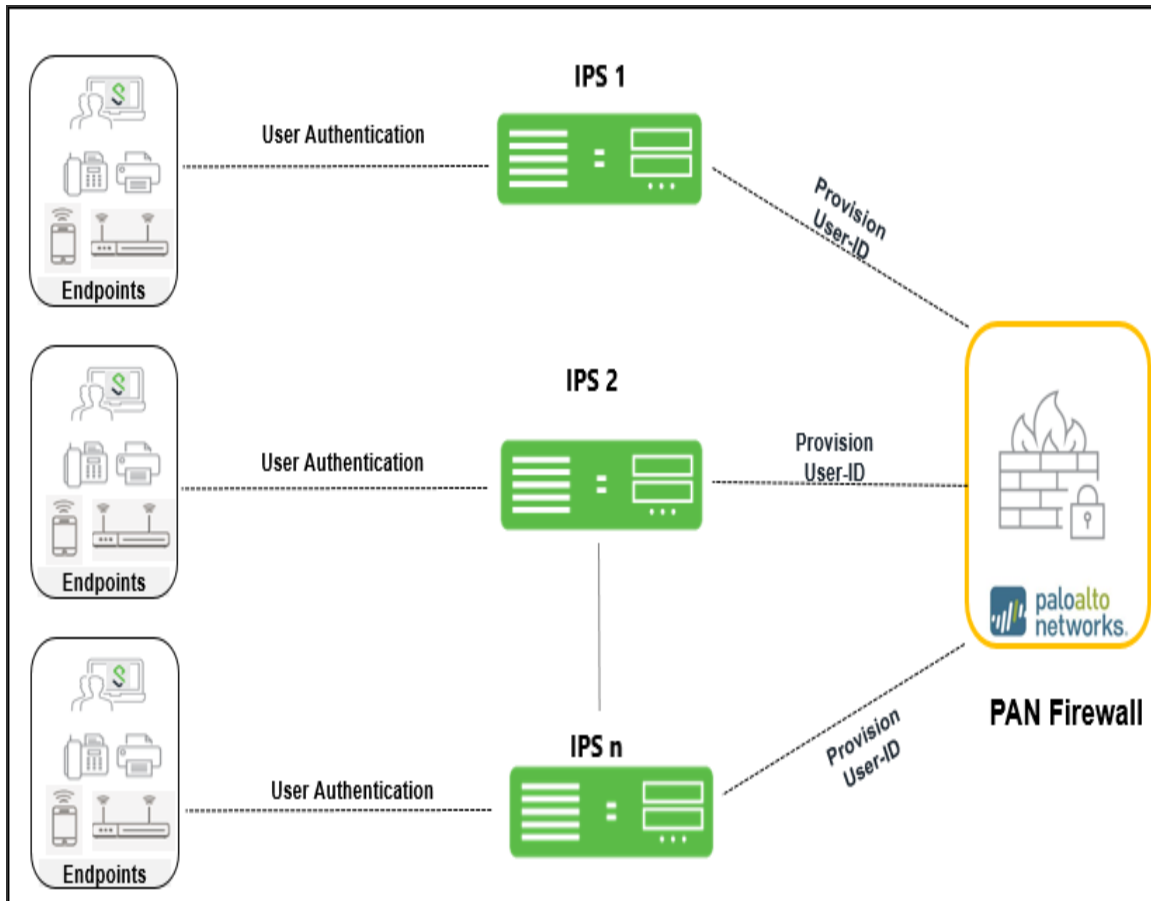 IPS 1
User Authentication
Provision
User-ID
Endpoints
IPS 2
User Authentication
Provision
User-ID
Endpoints
paloalto
networks.
PAN Firewall
IPS n
User Authentication
Provision
User-ID
Endpoints